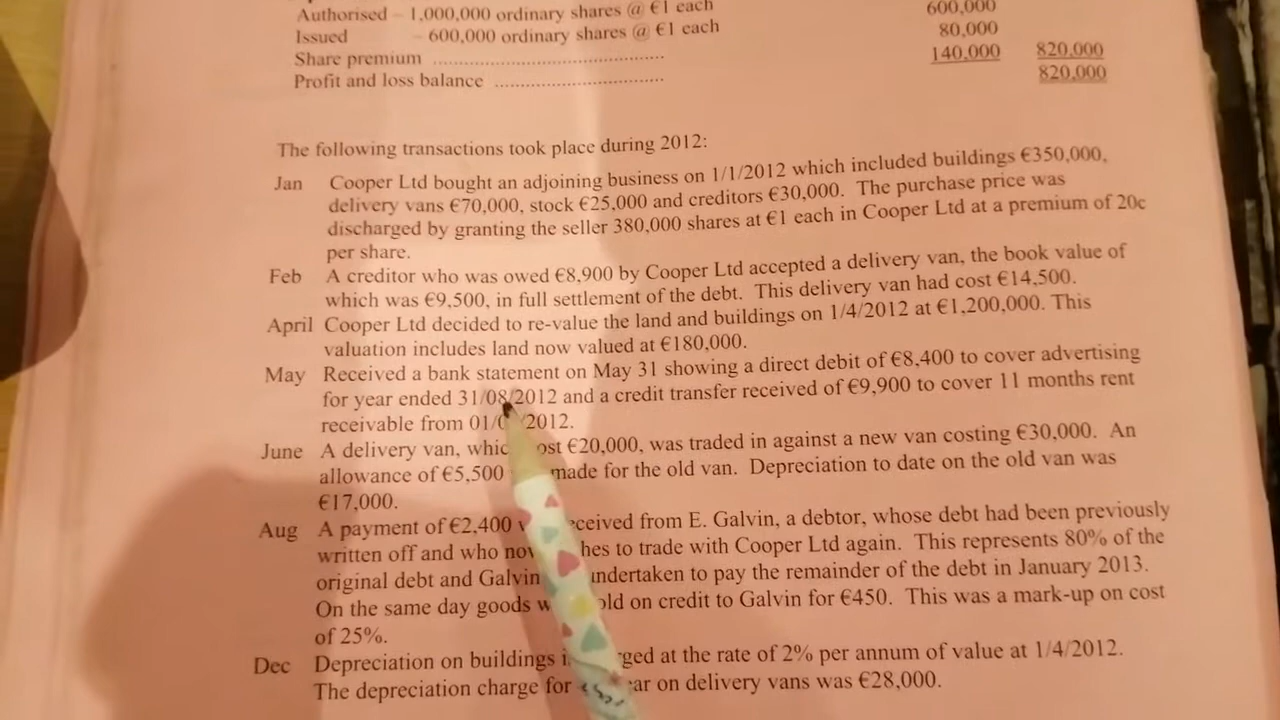 Authorised – 1,000,000 ordinary shares @ €1 each
Issued – 600,000 ordinary shares @ €1 each 600,000
Share premium .......................................... 80,000
Profit and loss balance .............................. 140,000 820,000
820,000
The following transactions took place during 2012:
Jan Cooper Ltd bought an adjoining business on 1/1/2012 which included buildings €350,000,
delivery vans €70,000, stock €25,000 and creditors €30,000. The purchase price was
discharged by granting the seller 380,000 shares at €1 each in Cooper Ltd at a premium of 20c
per share.
Feb A creditor who was owed €8,900 by Cooper Ltd accepted a delivery van, the book value of
which was €9,500, in full settlement of the debt. This delivery van had cost €14,500.
April Cooper Ltd decided to re-value the land and buildings on 1/4/2012 at €1,200,000. This
valuation includes land now valued at €180,000.
May Received a bank statement on May 31 showing a direct debit of €8,400 to cover advertising
for year ended 31/08/2012 and a credit transfer received of €9,900 to cover 11 months rent
receivable from 2012.
June A delivery van, cost €20,000, was traded in against a new van costing €30,000. An
allowance of €5,500 made for the old van. Depreciation to date on the old van was
€17,000.
Aug A payment of €2,400 received from E. Galvin, a debtor, whose debt had been previously
written off and who to trade with Cooper Ltd again. This represents 80% of the
original debt and Galvin undertaken to pay the remainder of the debt in January 2013.
On the same day goods sold on credit to Galvin for €450. This was a mark-up on cost
of 25%.
Dec Depreciation on buildings at the rate of 2% per annum of value at 1/4/2012.
The depreciation charge for on delivery vans was €28,000.